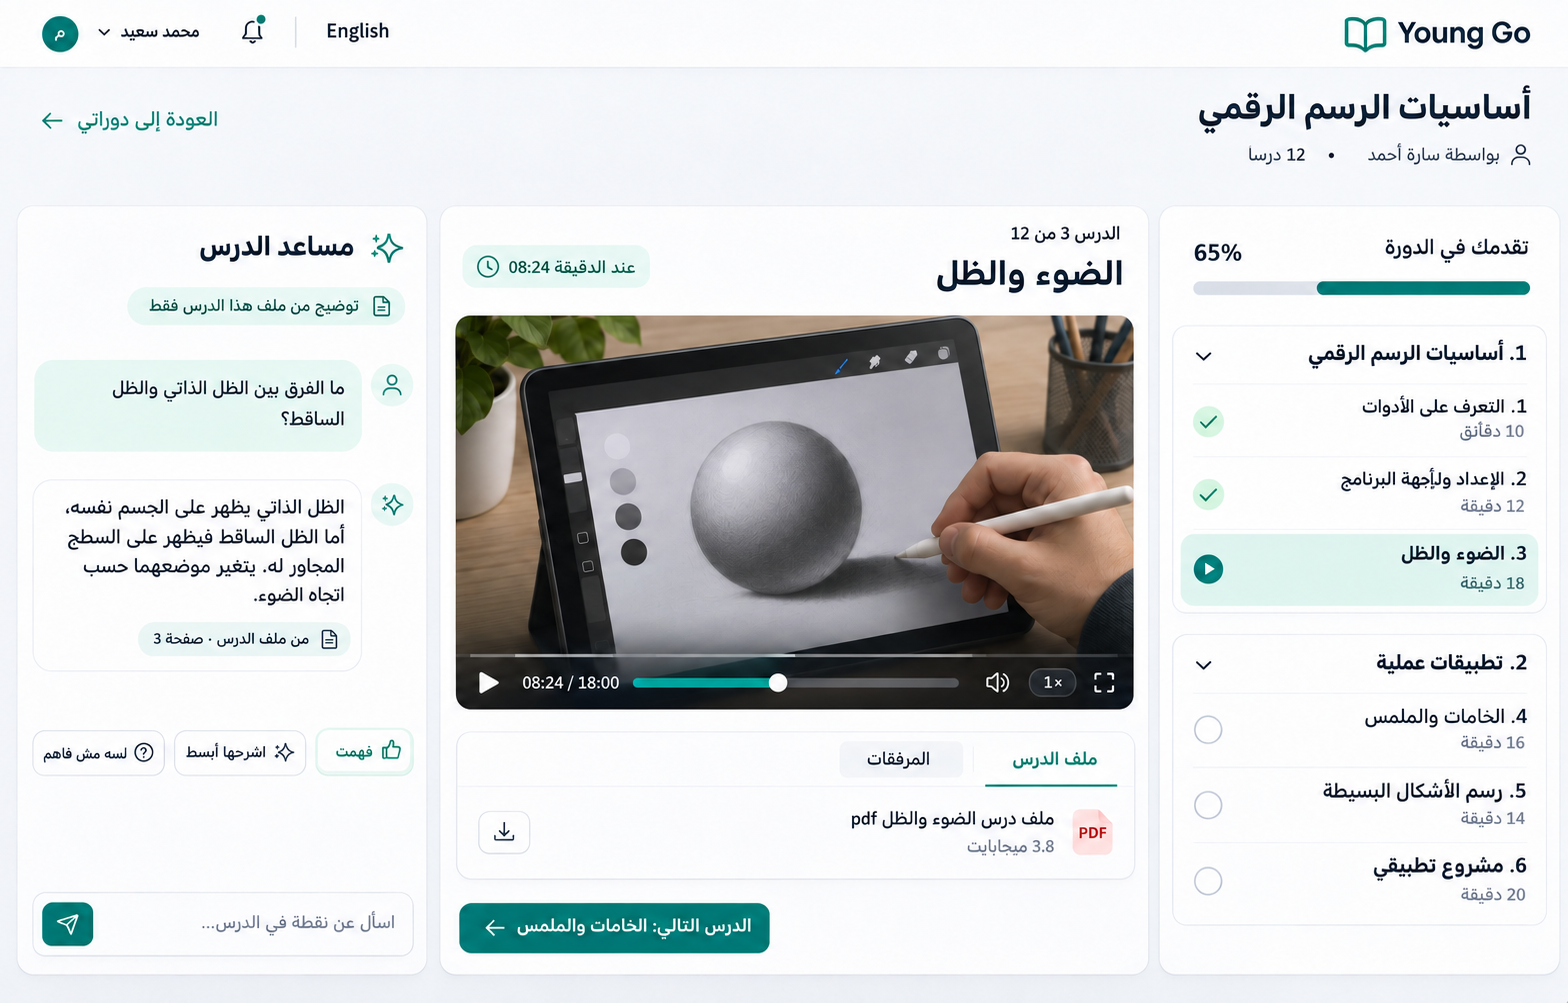 Young Go
English
محمد سعيد
م
أساسيات الرسم الرقمي
بواسطة سارة أحمد • 12 درسا
العودة إلى دوراتي
تقدمك في الدورة
65%
1. أساسيات الرسم الرقمي
1. التعرف على الأدوات
10 دقأنق
2. الإعداد ولأجهة البرنامج
12 دقيقة
3. الضوء والظل
18 دقيقة
2. تطبيقات عملية
4. الخامات والملمس
16 دقيقة
5. رسم الأشكال البسيطة
14 دقيقة
6. مشروع تطبيقي
20 دقيقة
الدرس 3 من 12
الضوء والظل
عند الدقيقة 08:24
08:24 / 18:00
1×
ملف الدرس
المرفقات
PDF
ملف درس الضوء والظل pdf
3.8 ميجابايت
الدرس التالي: الخامات والملمس
مساعد الدرس
توضيح من ملف هذا الدرس فقط
ما الفرق بين الظل الذاتي والظل
الساقط؟
الظل الذاتي يظهر على الجسم نفسه،
أما الظل الساقط فيظهر على السطح
المجاور له. يتغير موضعهما حسب
اتجاه الضوء.
من ملف الدرس · صفحة 3
فهمت
اشرحها أبسط
لسه مش فاهم
اسأل عن نقطة في الدرس...